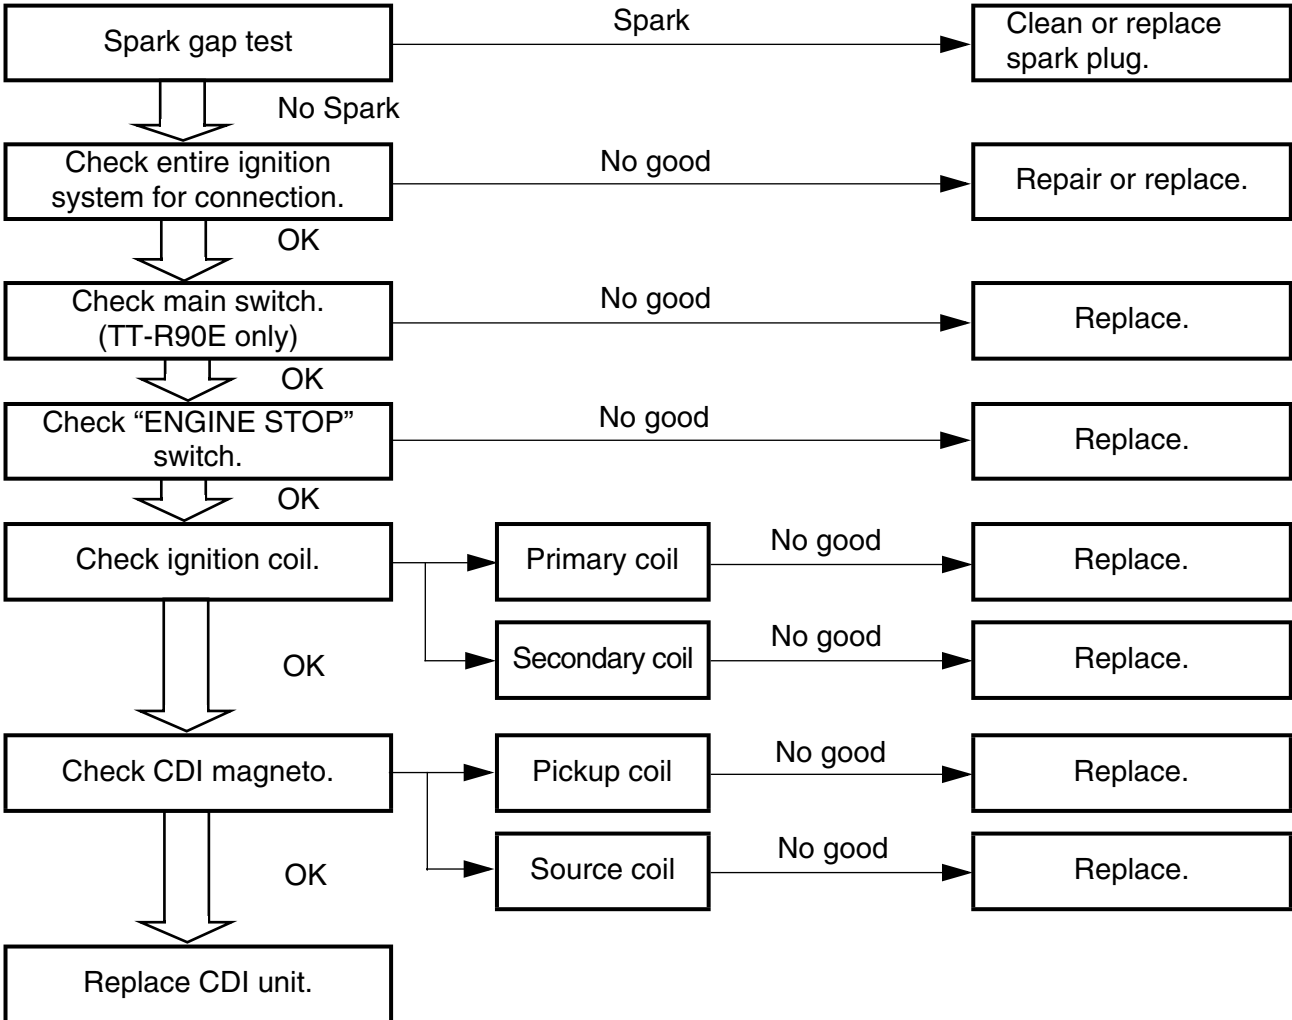 Spark gap test
Spark
Clean or replace
spark plug.
No Spark
Check entire ignition
system for connection.
No good
Repair or replace.
OK
Check main switch.
(TT-R90E only)
No good
Replace.
OK
Check “ENGINE STOP”
switch.
No good
Replace.
OK
Check ignition coil.
Primary coil
No good
Replace.
Secondary coil
No good
Replace.
OK
Check CDI magneto.
Pickup coil
No good
Replace.
Source coil
No good
Replace.
OK
Replace CDI unit.